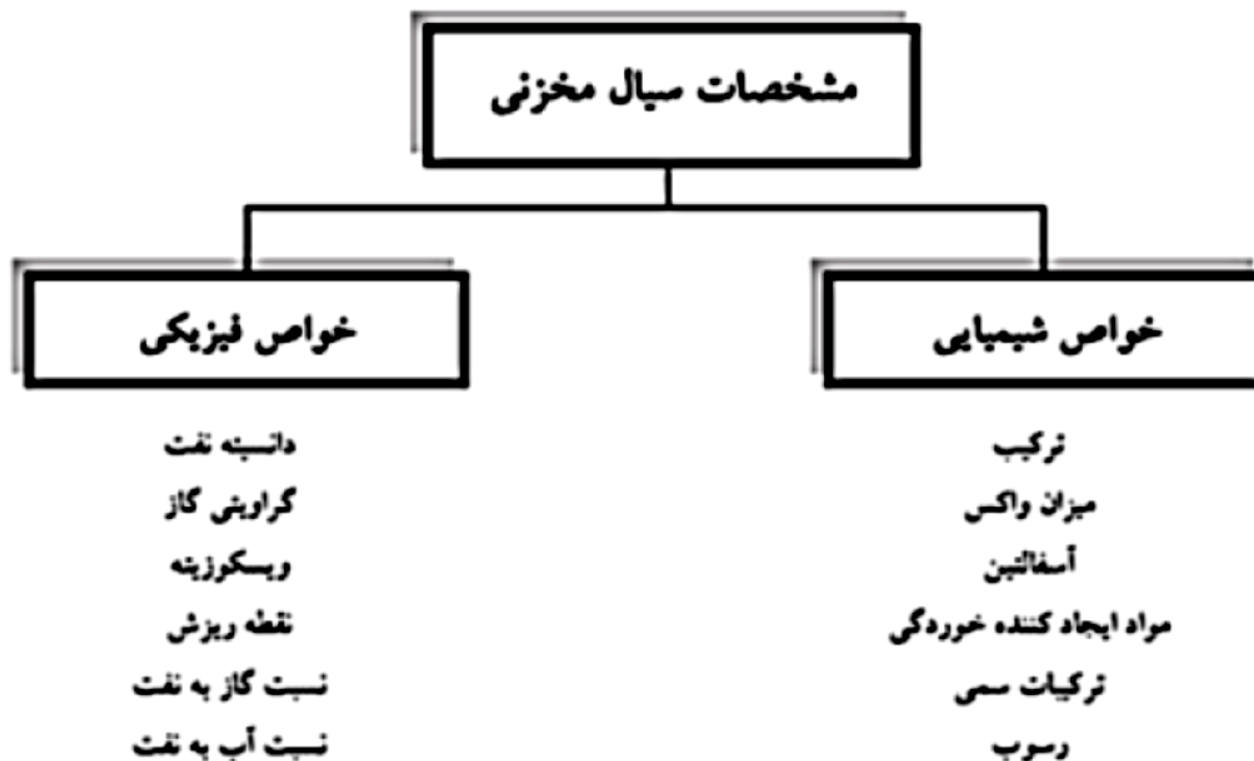 مشخصات سیال مخزنی
خواص شیمیایی
ترکیب
میزان واکس
آسفالتین
مواد ایجاد کننده خوردگی
ترکیبات سمی
رسوب
خواص فیزیکی
دانسیته نفت
گراویتی گاز
ویسکوزیته
نقطه ریزش
نسبت گاز به نفت
نسبت آب به نفت